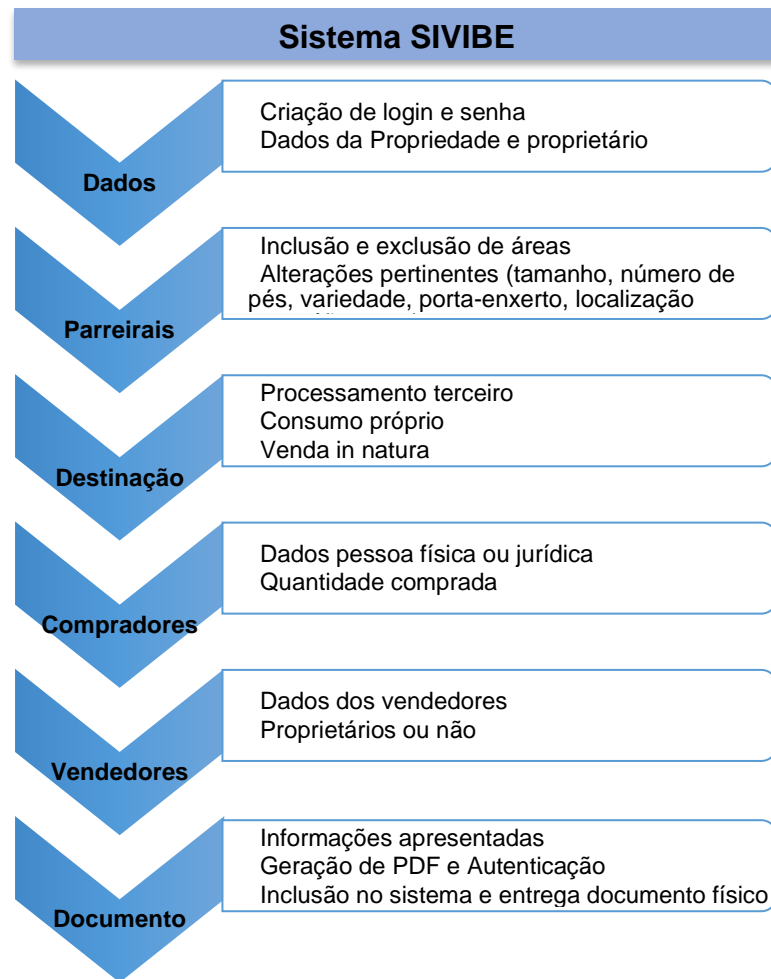 Sistema SIVIBE
Criação de login e senha
Dados da Propriedade e proprietário
Dados
Inclusão e exclusão de áreas
Alterações pertinentes (tamanho, número de
pés, variedade, porta-enxerto, localização
Parreirais
Processamento terceiro
Consumo próprio
Venda in natura
Destinação
Dados pessoa física ou jurídica
Quantidade comprada
Compradores
Dados dos vendedores
Proprietários ou não
Vendedores
Informações apresentadas
Geração de PDF e Autenticação
Inclusão no sistema e entrega documento físico
Documento